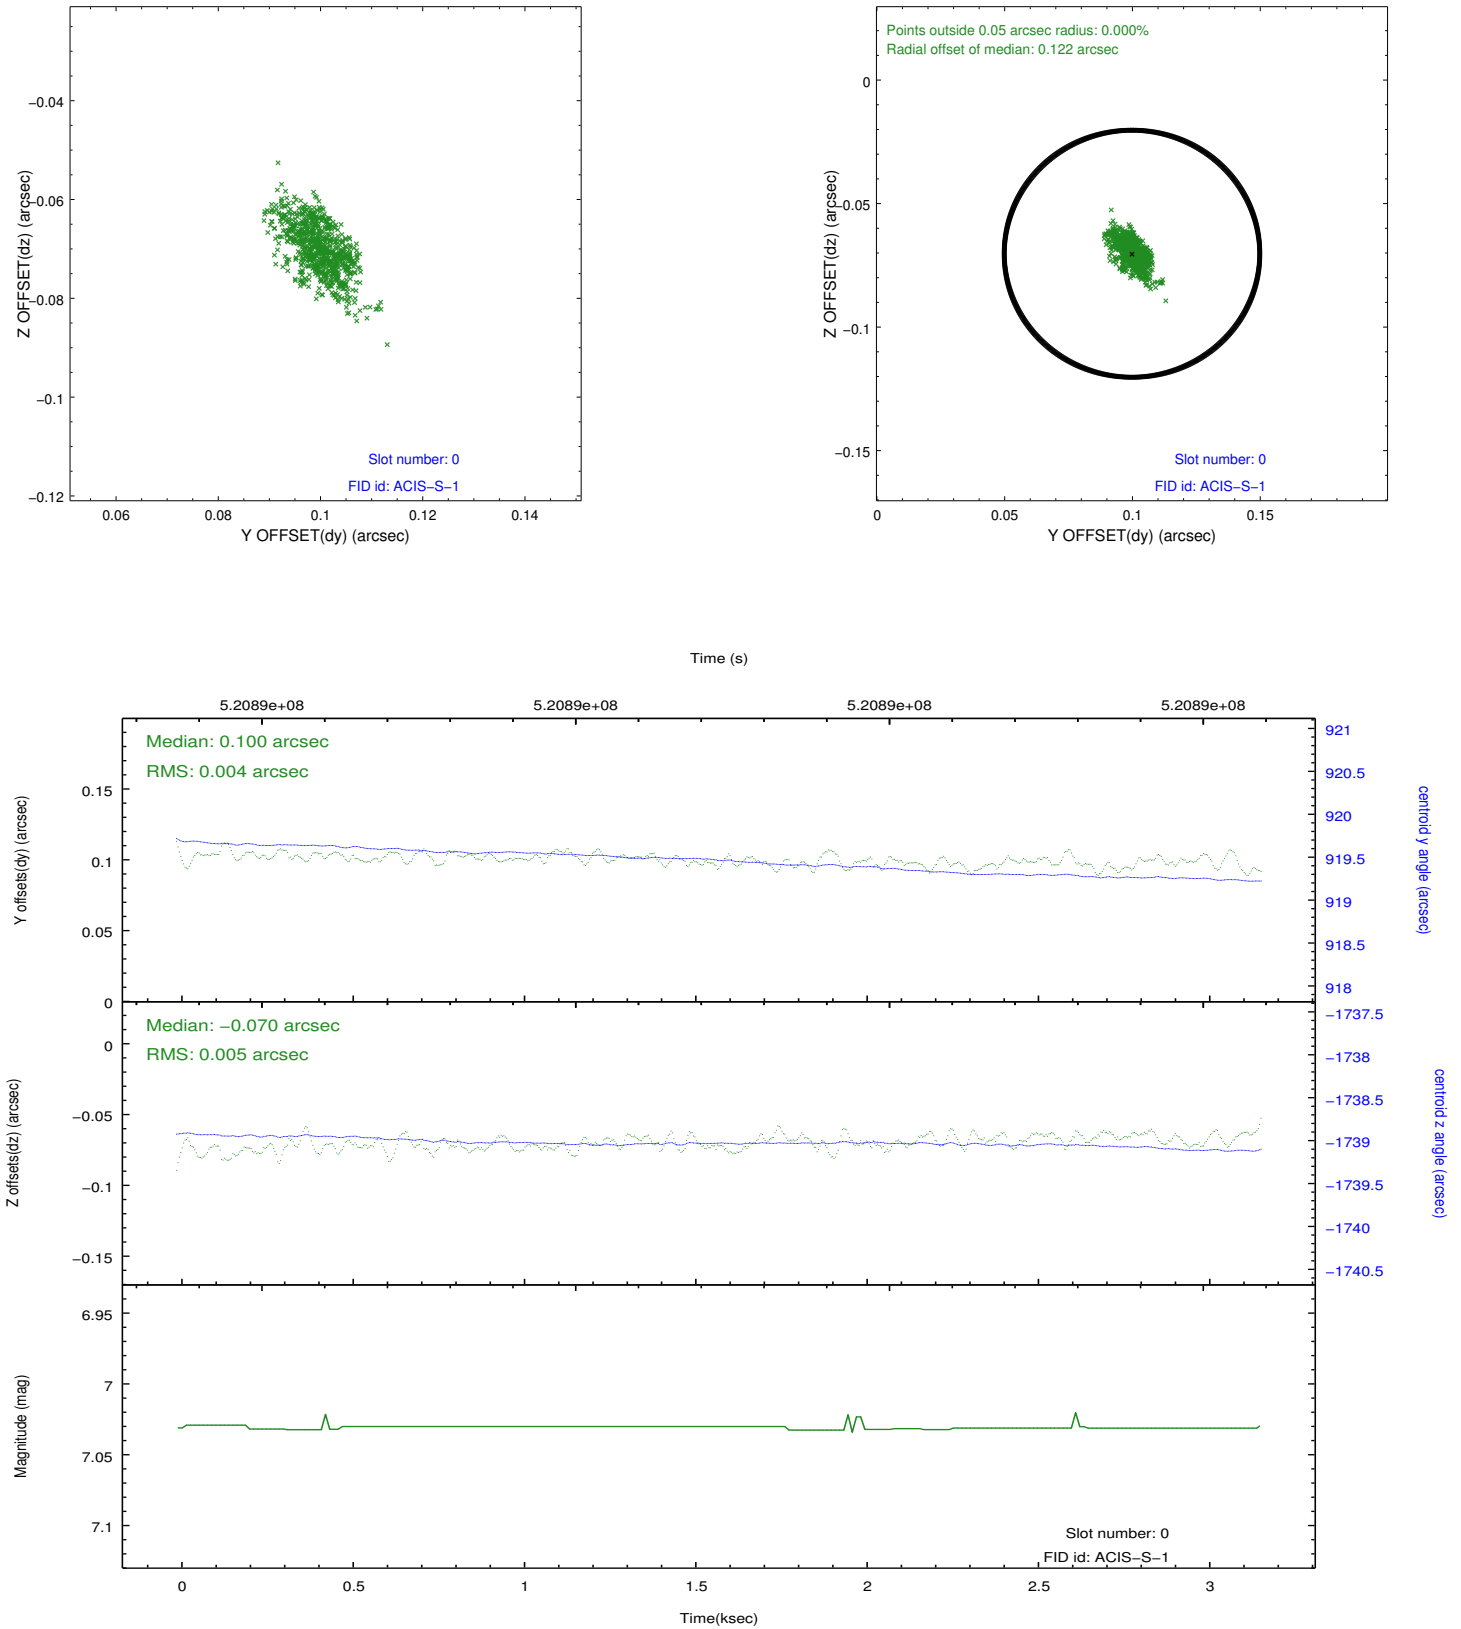 −0.04
−0.06
−0.08
−0.1
−0.12
Z OFFSET(dz) (arcsec)
Slot number: 0
FID id: ACIS−S−1
0.06 0.08 0.1 0.12 0.14
Y OFFSET(dy) (arcsec)
Points outside 0.05 arcsec radius: 0.000%
Radial offset of median: 0.122 arcsec
0
−0.05
−0.1
−0.15
Z OFFSET(dz) (arcsec)
Slot number: 0
FID id: ACIS−S−1
0 0.05 0.1 0.15
Y OFFSET(dy) (arcsec)
Time (s)
5.2089e+08 5.2089e+08 5.2089e+08 5.2089e+08
Median: 0.100 arcsec
RMS: 0.004 arcsec
0.15
0.1
0.05
0
Y offsets(dy) (arcsec)
921
920.5
920
919.5
919
918.5
918
centroid y angle (arcsec)
Median: −0.070 arcsec
RMS: 0.005 arcsec
0
−0.05
−0.1
−0.15
Z offsets(dz) (arcsec)
−1737.5
−1738
−1738.5
−1739
−1739.5
−1740
−1740.5
centroid z angle (arcsec)
6.95
7
7.05
7.1
Magnitude (mag)
Slot number: 0
FID id: ACIS−S−1
0 0.5 1 1.5 2 2.5 3
Time(ksec)